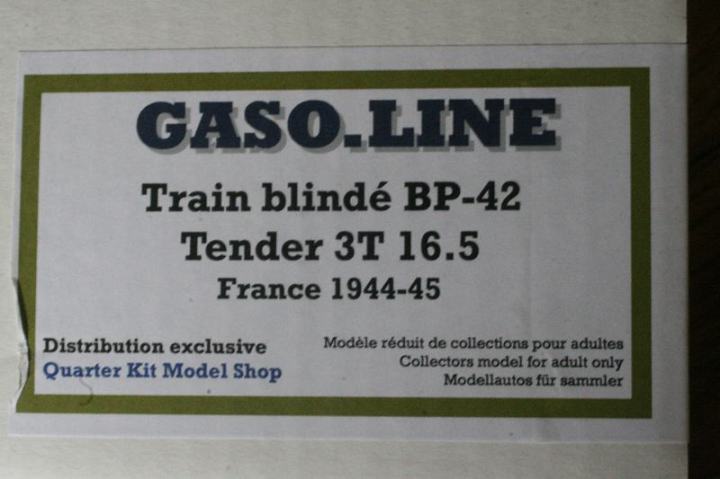 GASO.LINE
Train blindé BP-42
Tender 3T 16.5
France 1944-45
Distribution exclusive
Quarter Kit Model Shop
Modèle réduit de collections pour adultes
Collectors model for adult only
Modellautos für sammler